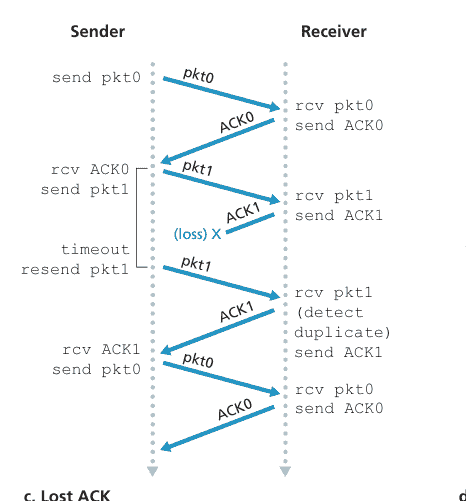 Sender
Receiver
send pkt0
pkt0
rcv pkt0
send ACK0
ACK0
rcv ACK0
send pkt1
pkt1
rcv pkt1
send ACK1
ACK1
(loss) X
timeout
resend pkt1
pkt1
rcv pkt1
(detect
duplicate)
send ACK1
ACK1
rcv ACK1
send pkt0
pkt0
rcv pkt0
send ACK0
ACK0
c. Lost ACK
d